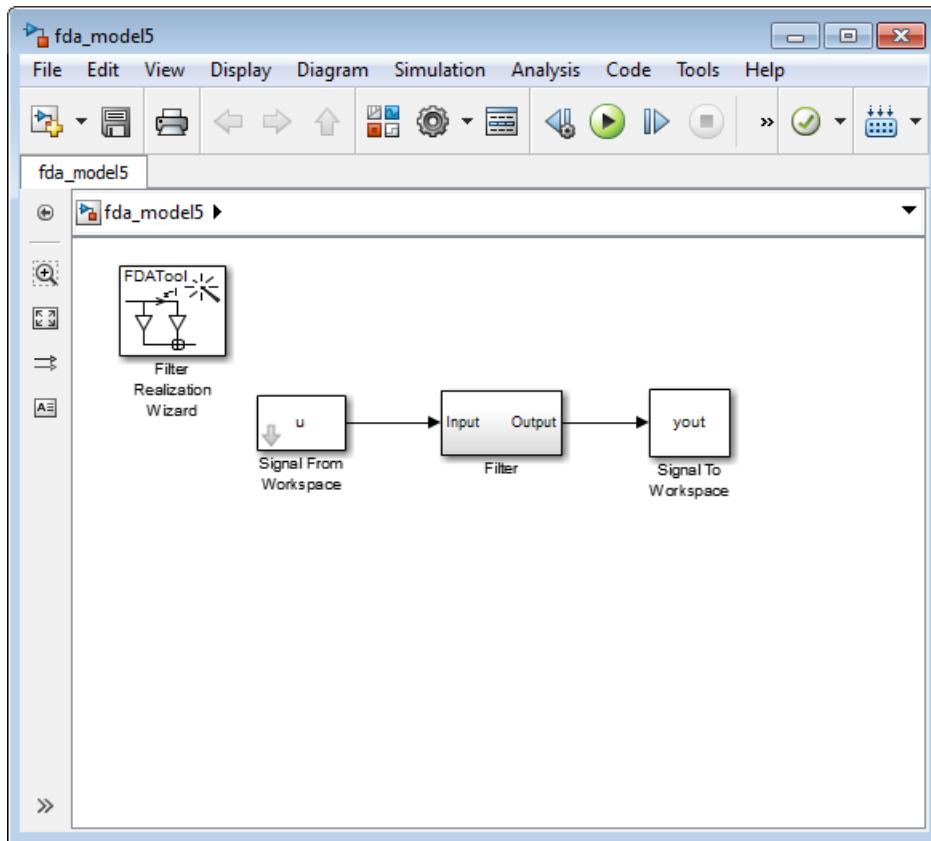 fda_model5
File Edit View Display Diagram Simulation Analysis Code Tools Help
»
fda_model5
fda_model5
FDATool
z-1
Filter
Realization
Wizard
u
Signal From
Workspace
Input Output
Filter
yout
Signal To
Workspace
A
»